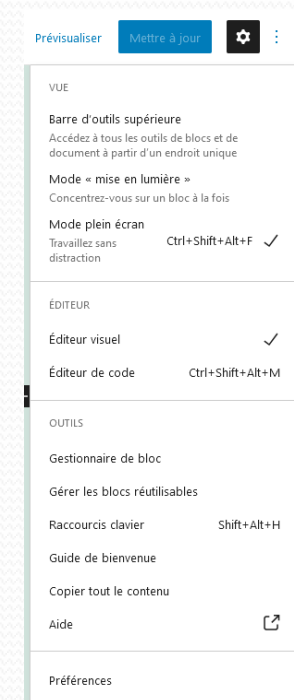 Prévisualiser Mettre à jour
VUE
Barre d'outils supérieure
Accédez à tous les outils de blocs et de
document à partir d'un endroit unique
Mode « mise en lumière »
Concentrez-vous sur un bloc à la fois
Mode plein écran
Travaillez sans
distraction
Ctrl+Shift+Alt+F
ÉDITEUR
Éditeur visuel
Éditeur de code Ctrl+Shift+Alt+M
OUTILS
Gestionnaire de bloc
Gérer les blocs réutilisables
Raccourcis clavier Shift+Alt+H
Guide de bienvenue
Copier tout le contenu
Aide
Préférences